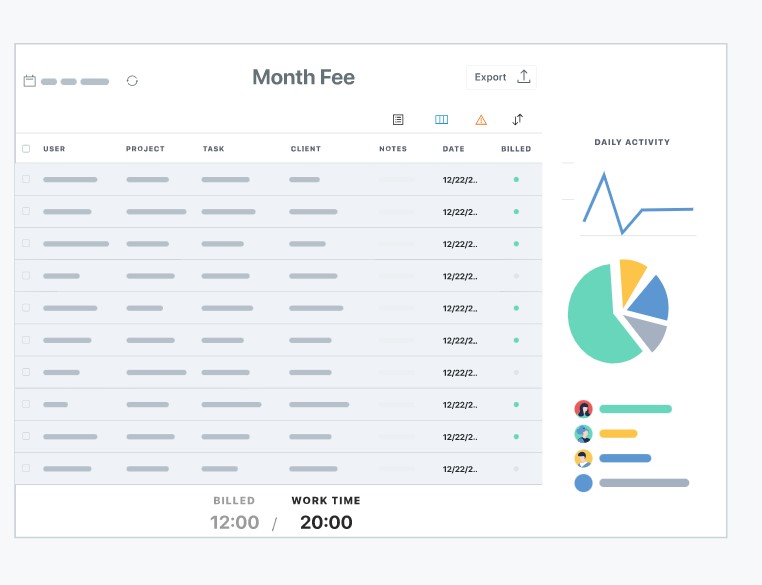 Month Fee
Export
USER PROJECT TASK CLIENT NOTES DATE BILLED
12/22/2..
12/22/2..
12/22/2..
12/22/2..
12/22/2..
12/22/2..
12/22/2..
12/22/2..
12/22/2..
12/22/2..
BILLED WORK TIME
12:00 / 20:00
DAILY ACTIVITY